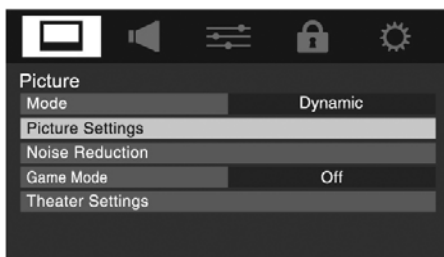 Picture
Mode Dynamic
Picture Settings
Noise Reduction
Game Mode Off
Theater Settings